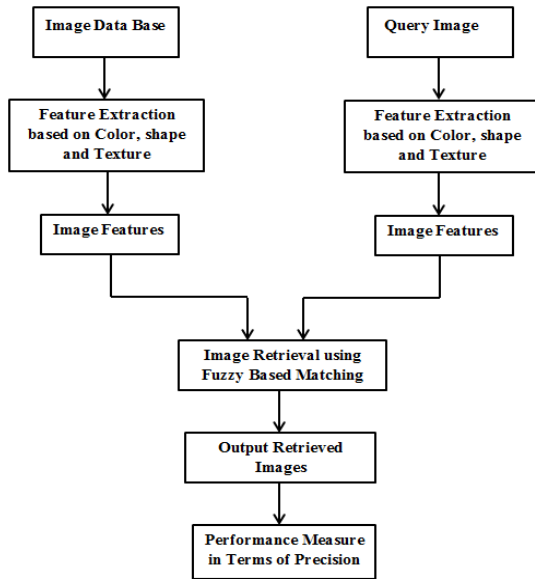 Image Data Base
Query Image
Feature Extraction
based on Color, shape
and Texture
Feature Extraction
based on Color, shape
and Texture
Image Features
Image Features
Image Retrieval using
Fuzzy Based Matching
Output Retrieved
Images
Performance Measure
in Terms of Precision